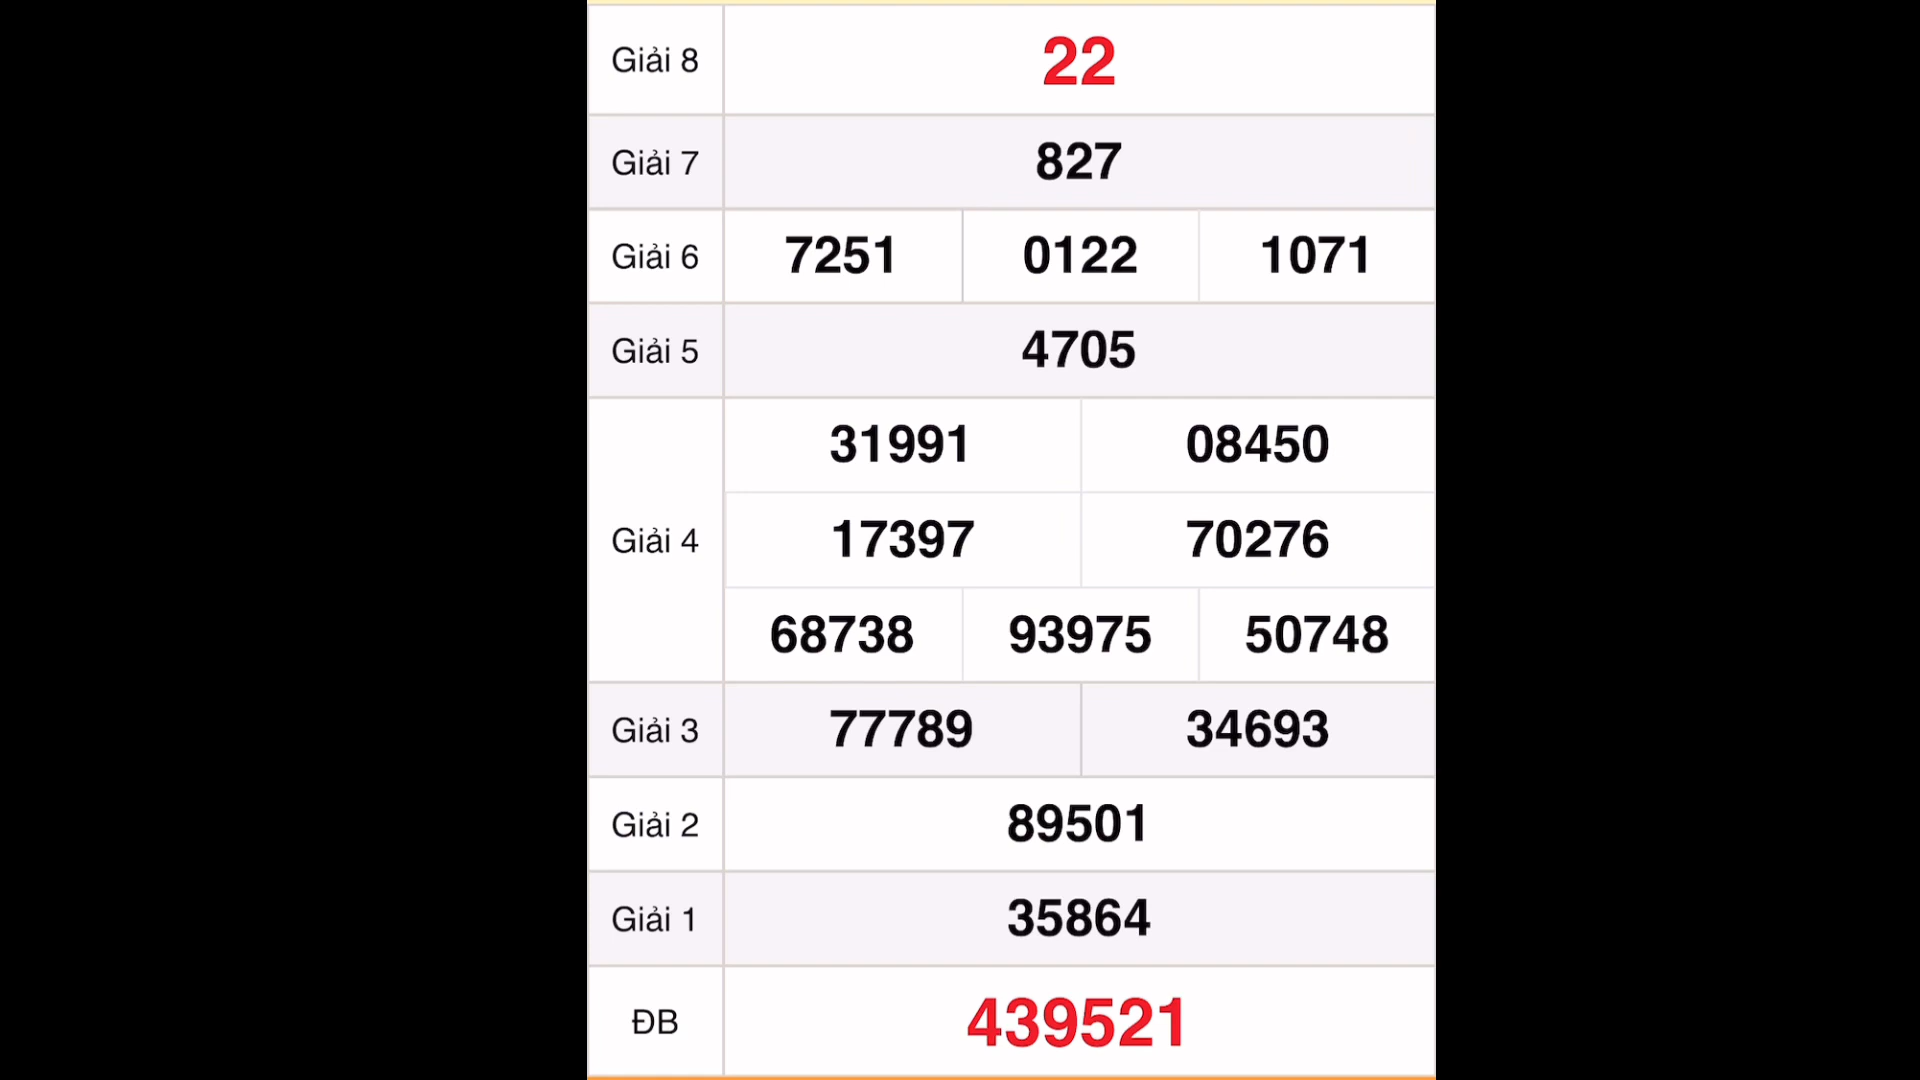 Giải 8 22
Giải 7 827
Giải 6 7251 0122 1071
Giải 5 4705
31991 08450
Giải 4 17397 70276
68738 93975 50748
Giải 3 77789 34693
Giải 2 89501
Giải 1 35864
ĐB 439521